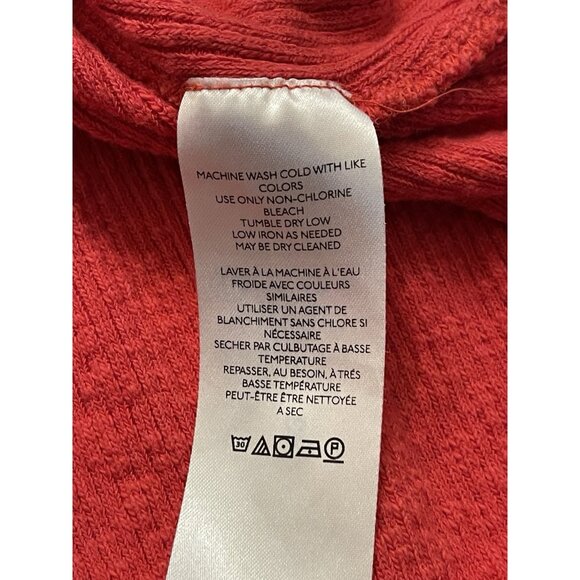 MACHINE WASH COLD WITH LIKE
COLORS
USE ONLY NON-CHLORINE
BLEACH
TUMBLE DRY LOW
LOW IRON AS NEEDED
MAY BE DRY CLEANED
LAVER À LA MACHINE À L'EAU
FROIDE AVEC COULEURS
SIMILAIRES
UTILISER UN AGENT DE
BLANCHIMENT SANS CHLORE SI
NÉCESSAIRE
SECHER PAR CULBUTAGE À BASSE
TEMPERATURE
REPASSER, AU BESOIN, À TRÉS
BASSE TEMPÉRATURE
PEUT-ÊTRE ÊTRE NETTOYÉE
A SEC
30 P